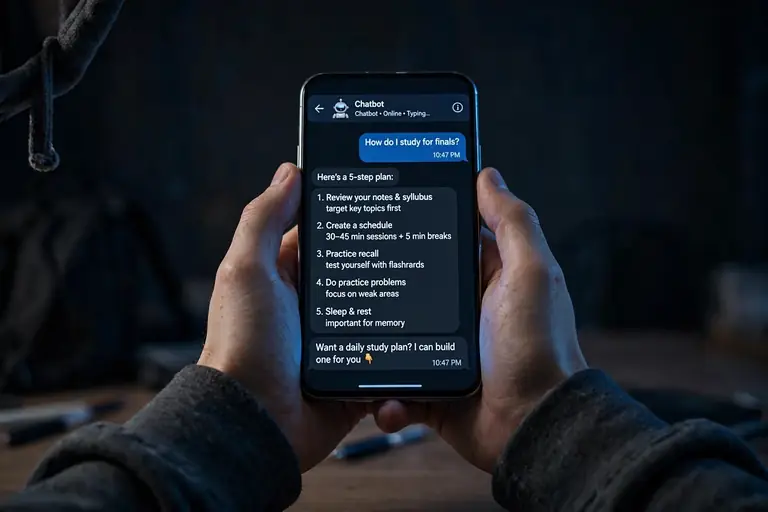 Chatbot
Chatbot • Online • Typing...
How do I study for finals?
10:47 PM
Here's a 5-step plan:
1. Review your notes & syllubus
target key topics first
2. Create a schedule
30–45 min sessions + 5 min breaks
3. Practice recall
test yourself with flashrards
4. Do practice problems
focus on weak areas
5. Sleep & rest
important for memory
Want a daily study plan? I can build
one for you 👇
10:47 PM